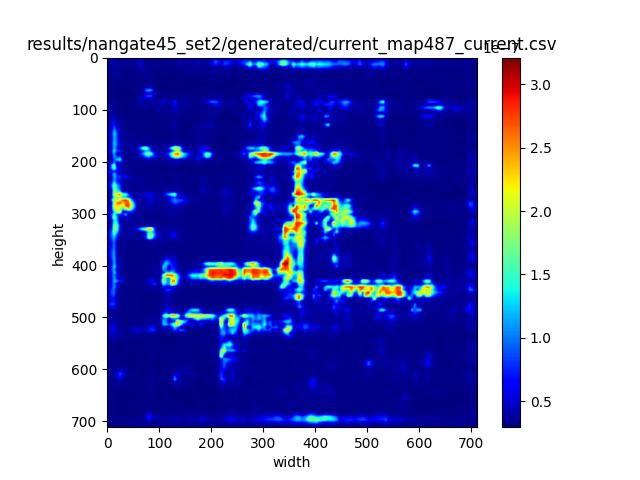 results/nangate45_set2/generated/current_map487_current.csv
1e−7
0
100
200
300
400
500
600
700
height
0 100 200 300 400 500 600 700
width
3.0
2.5
2.0
1.5
1.0
0.5